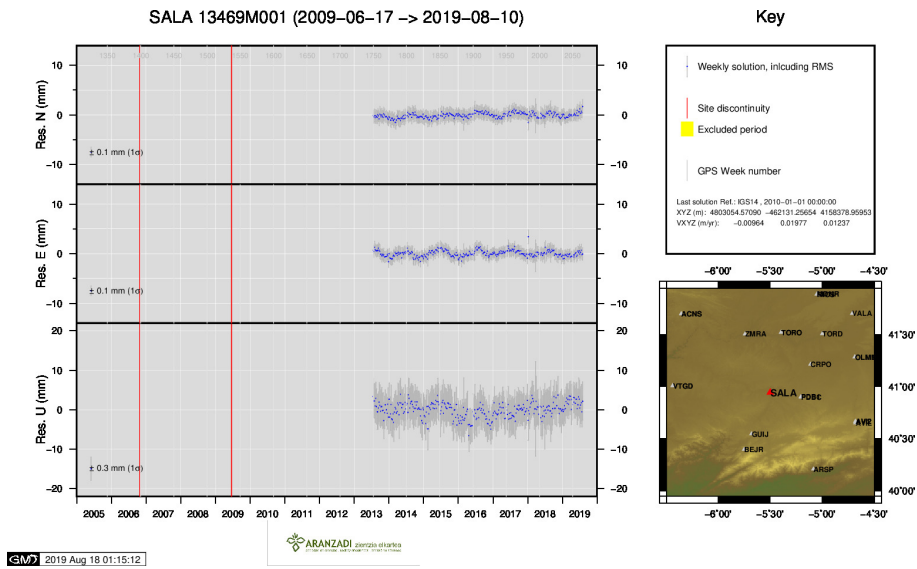 SALA 13469M001 (2009-06-17 -> 2019-08-10)
Key
1350 1400 1450 1500 1550 1600 1650 1700 1750 1800 1850 1900 1950 2000 2050
Res. N (mm)
10 0 -10
10 0 -10
± 0.1 mm (1σ)
Res. E (mm)
10 0 -10
10 0 -10
± 0.1 mm (1σ)
Res. U (mm)
20 10 0 -10 -20
20 10 0 -10 -20
± 0.3 mm (1σ)
2005 2006 2007 2008 2009 2010 2011 2012 2013 2014 2015 2016 2017 2018 2019
Weekly solution, inlcuding RMS
Site discontinuity
Excluded period
GPS Week number
Last solution Ref.: IGS14 , 2010-01-01 00:00:00
XYZ (m): 4803054.57090 -462131.25654 4158378.95953
VXYZ (m/yr): -0.00964 0.01977 0.01237
-6°00' -5°30' -5°00' -4°30'
ACNS
VALA
41°30'
ZMRA
TORO
TORD
CRPO
VTGD
41°00'
SALA
GUIJ
40°30'
BEJR
ARSP
40°00'
-6°00' -5°30' -5°00' -4°30'
ARANZADI zientzia elkartea
GMT 2019 Aug 18 01:15:12